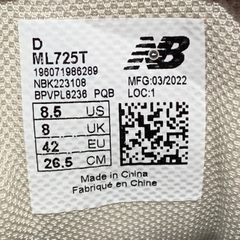 D
ML725T
196071986289
NBK223108
BPVPL8236 PQB
NB
MFG:03/2022
LOC:1
8.5 US
8 UK
42 EU
26.5 CM
Made in China
Fabriqué en Chine